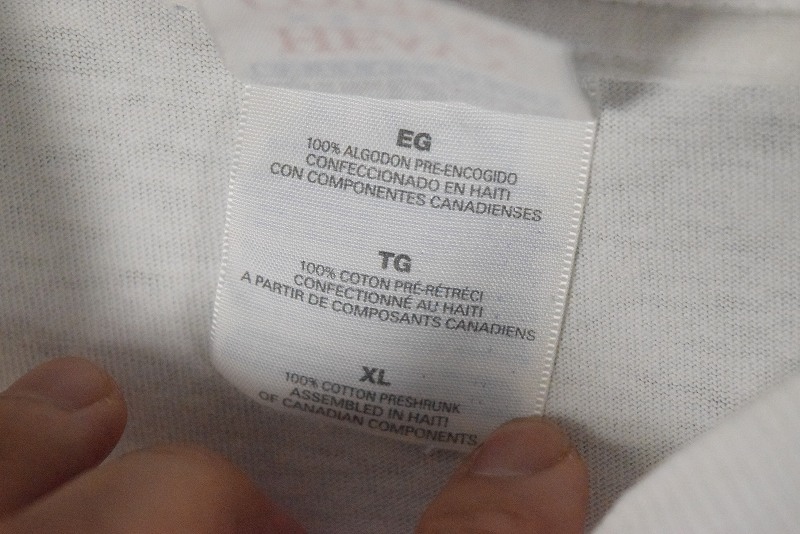 EG
100% ALGODON PRE-ENCOGIDO
CONFECCIONADO EN HAITI
CON COMPONENTES CANADIENSES
TG
100% COTON PRÉ-RÉTRÉCI
CONFECTIONNÉ AU HAITI
A PARTIR DE COMPOSANTS CANADIENS
XL
100% COTTON PRESHRUNK
ASSEMBLED IN HAITI
OF CANADIAN COMPONENTS